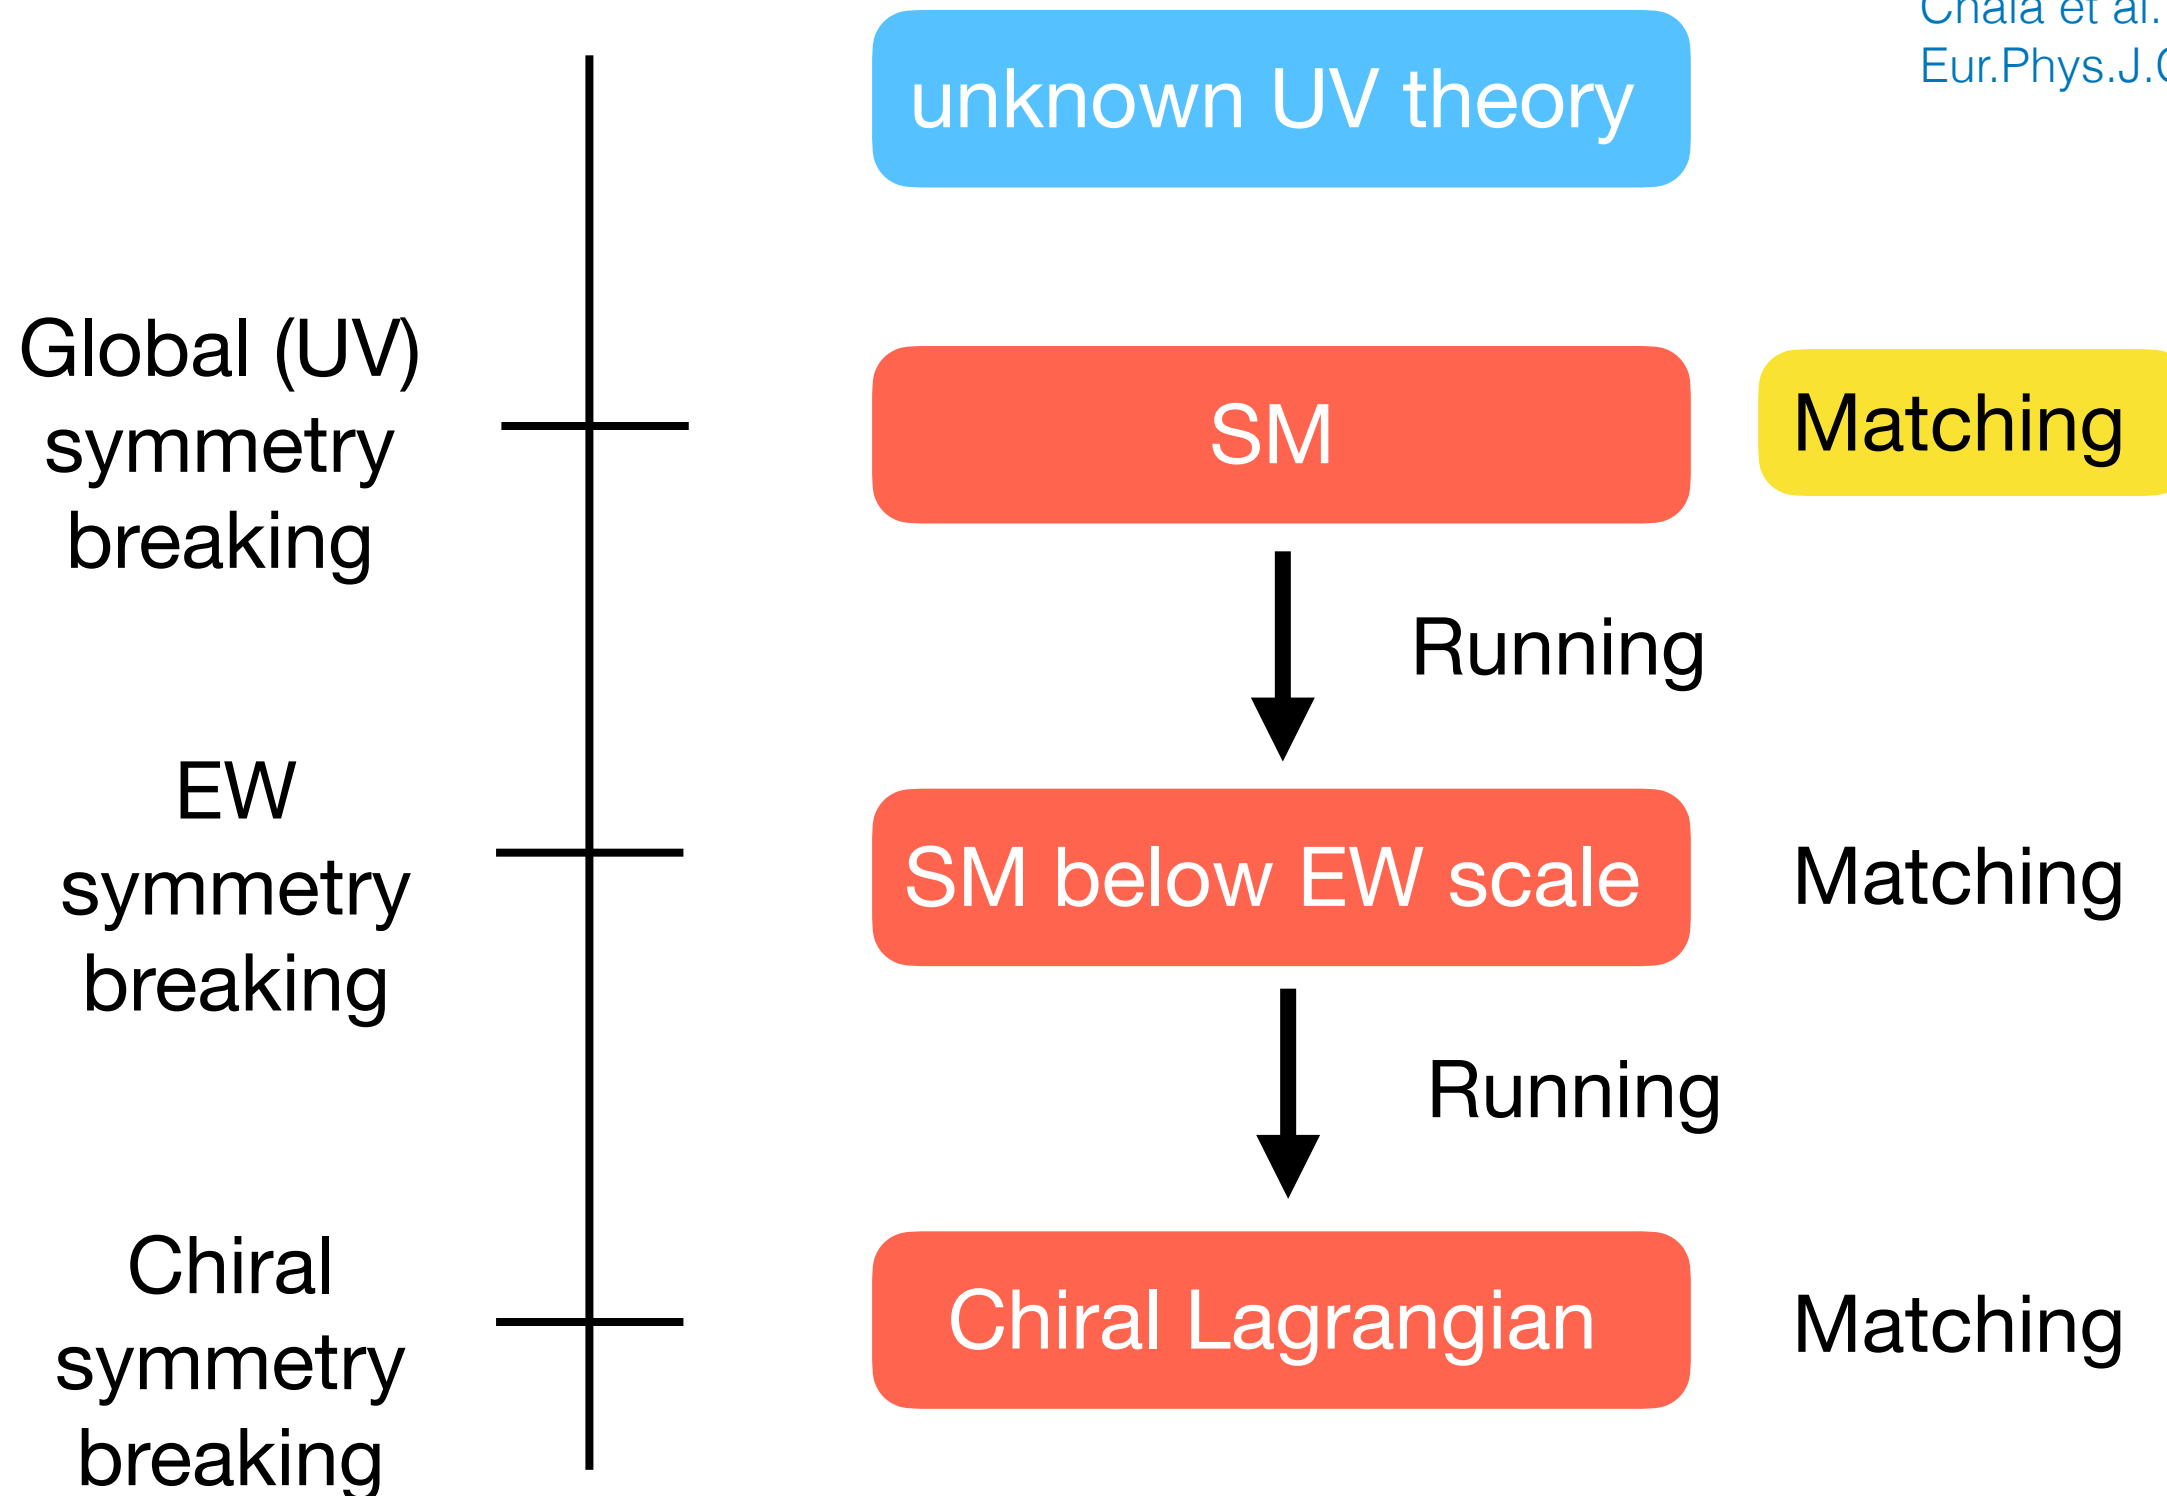 Chala et al.
Eur.Phys.J.C
unknown UV theory
Global (UV)
symmetry
breaking
SM
Matching
Running
EW
symmetry
breaking
SM below EW scale
Matching
Running
Chiral
symmetry
breaking
Chiral Lagrangian
Matching